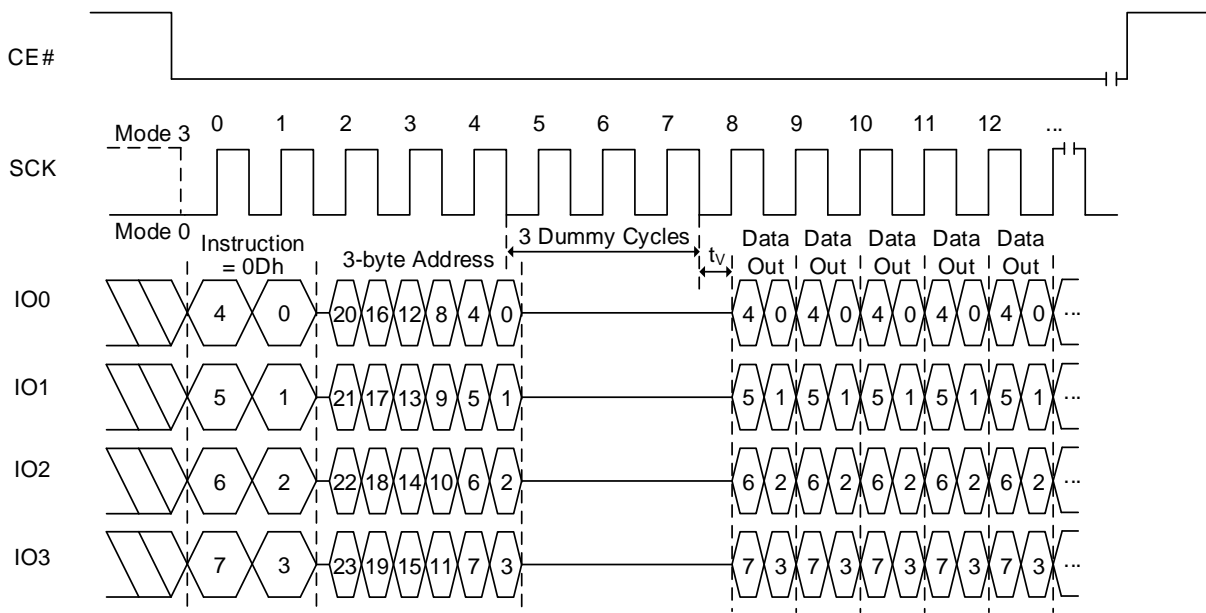 CE#
Mode 3
0 1 2 3 4 5 6 7 8 9 10 11 12 ...
SCK
Mode 0
Instruction
= 0Dh
3-byte Address
3 Dummy Cycles
tV
Data
Out
Data
Out
Data
Out
Data
Out
Data
Out
IO0 4 0 20 16 12 8 4 0 4 0 4 0 4 0 4 0 4 0 ...
IO1 5 1 21 17 13 9 5 1 5 1 5 1 5 1 5 1 5 1 ...
IO2 6 2 22 18 14 10 6 2 6 2 6 2 6 2 6 2 6 2 ...
IO3 7 3 23 19 15 11 7 3 7 3 7 3 7 3 7 3 7 3 ...